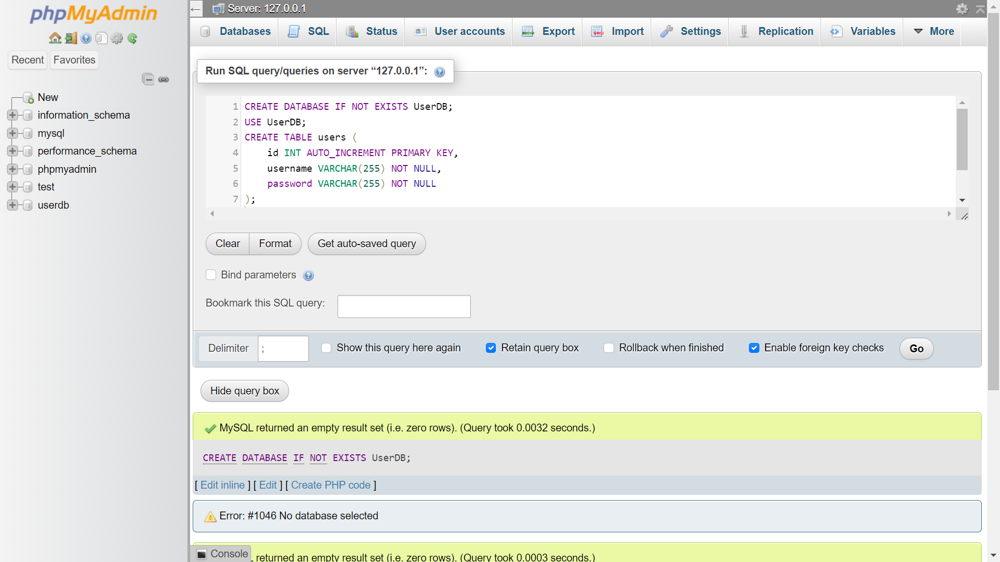 phpMyAdmin
Recent
Favorites
New
information_schema
mysql
performance_schema
phpmyadmin
test
userdb
Server: 127.0.0.1
Databases
SQL
Status
User accounts
Export
Import
Settings
Replication
Variables
More
Run SQL query/queries on server “127.0.0.1”:
1 CREATE DATABASE IF NOT EXISTS UserDB;
2 USE UserDB;
3 CREATE TABLE users (
4 id INT AUTO_INCREMENT PRIMARY KEY,
5 username VARCHAR(255) NOT NULL,
6 password VARCHAR(255) NOT NULL
7 );
Clear
Format
Get auto-saved query
Bind parameters
Bookmark this SQL query:
Delimiter
;
Show this query here again
Retain query box
Rollback when finished
Enable foreign key checks
Go
Hide query box
MySQL returned an empty result set (i.e. zero rows). (Query took 0.0032 seconds.)
CREATE DATABASE IF NOT EXISTS UserDB;
[ Edit inline ] [ Edit ] [ Create PHP code ]
Error: #1046 No database selected
Console
returned an empty result set (i.e. zero rows). (Query took 0.0003 seconds.)